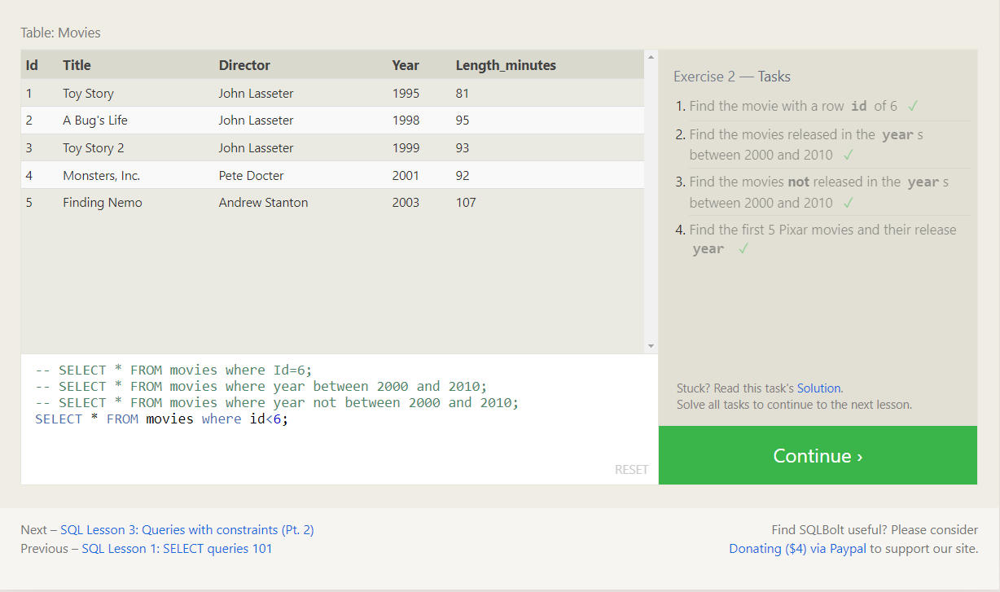 Table: Movies
Id Title Director Year Length_minutes
1 Toy Story John Lasseter 1995 81
2 A Bug's Life John Lasseter 1998 95
3 Toy Story 2 John Lasseter 1999 93
4 Monsters, Inc. Pete Docter 2001 92
5 Finding Nemo Andrew Stanton 2003 107
-- SELECT * FROM movies where Id=6;
-- SELECT * FROM movies where year between 2000 and 2010;
-- SELECT * FROM movies where year not between 2000 and 2010;
SELECT * FROM movies where id<6;
RESET
Exercise 2 — Tasks
1. Find the movie with a row id of 6 ✓
2. Find the movies released in the year s
between 2000 and 2010 ✓
3. Find the movies not released in the year s
between 2000 and 2010 ✓
4. Find the first 5 Pixar movies and their release
year ✓
Stuck? Read this task's Solution.
Solve all tasks to continue to the next lesson.
Continue ›
Next – SQL Lesson 3: Queries with constraints (Pt. 2)
Previous – SQL Lesson 1: SELECT queries 101
Find SQLBolt useful? Please consider
Donating ($4) via Paypal to support our site.